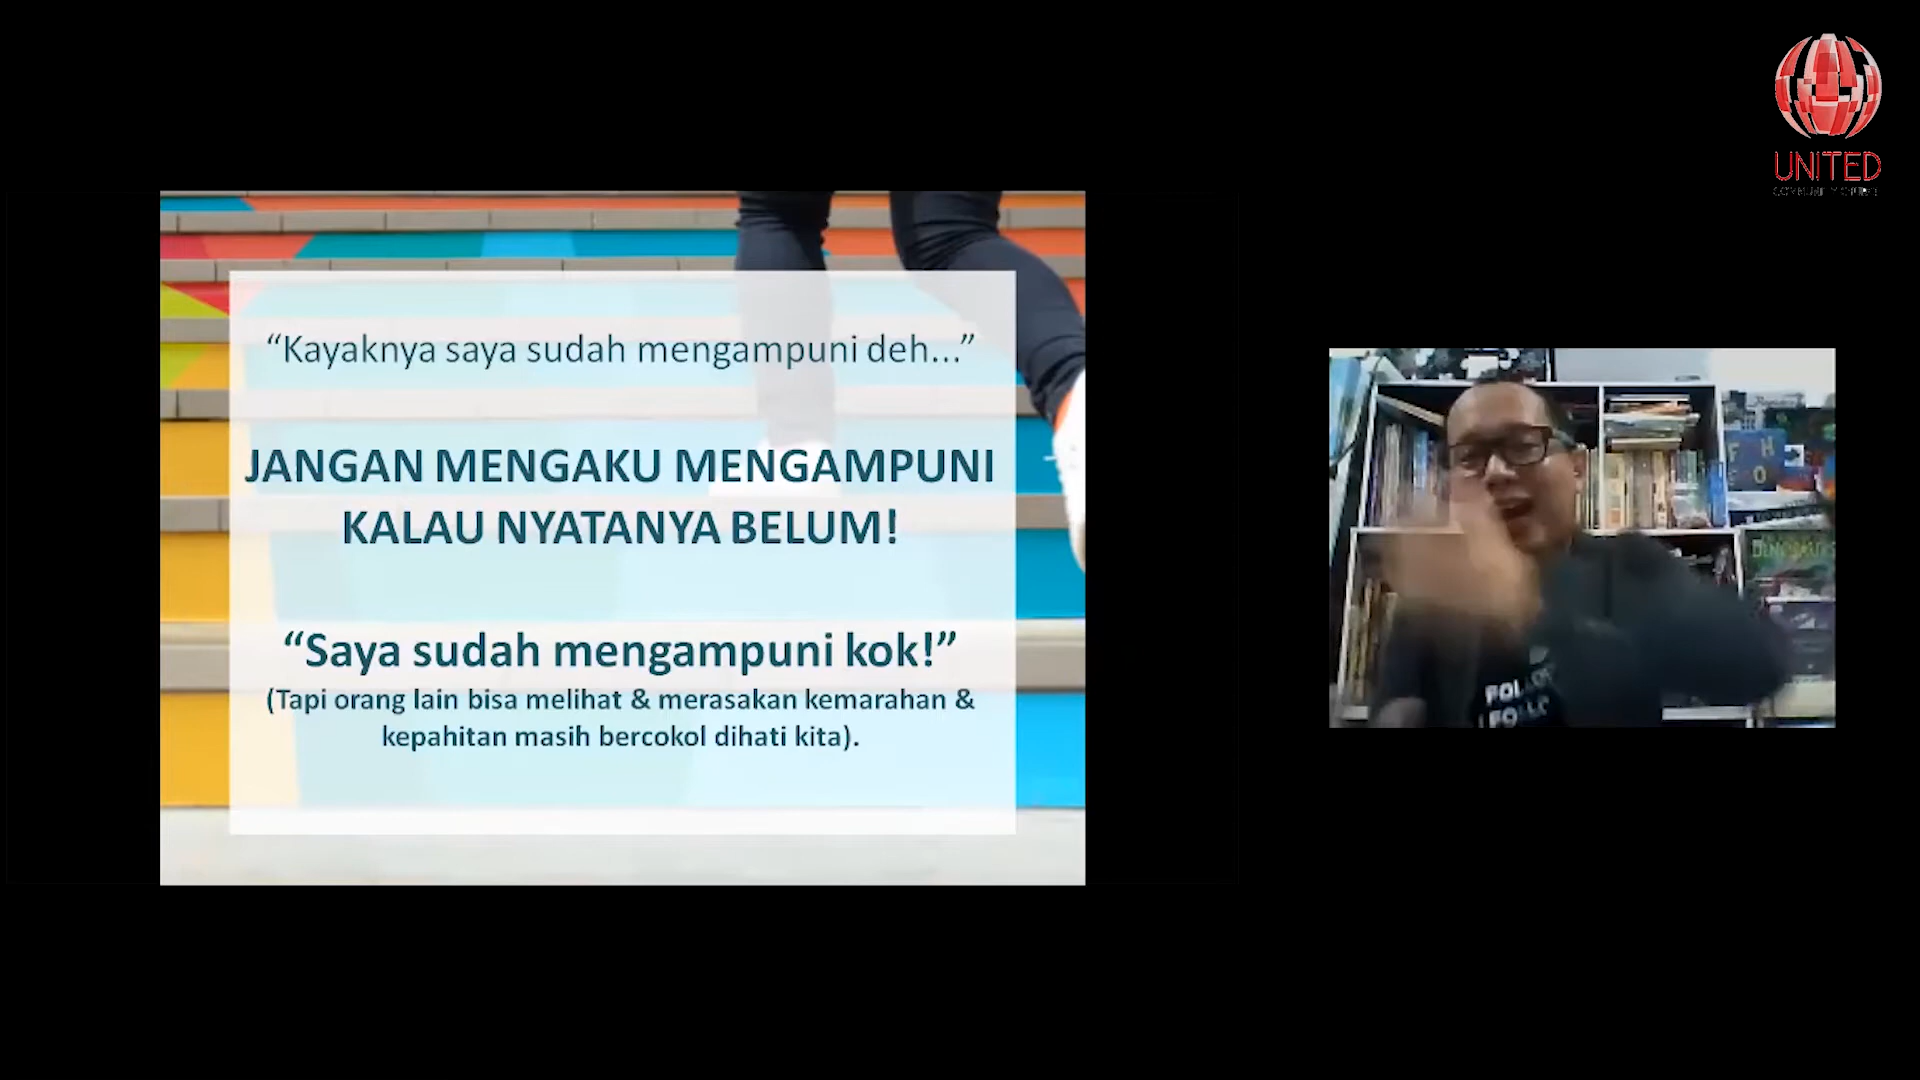 UNITED
“Kayaknya saya sudah mengampuni deh...”
JANGAN MENGAKU MENGAMPUNI
KALAU NYATANYA BELUM!
“Saya sudah mengampuni kok!”
(Tapi orang lain bisa melihat & merasakan kemarahan &
kepahitan masih bercokol dihati kita).